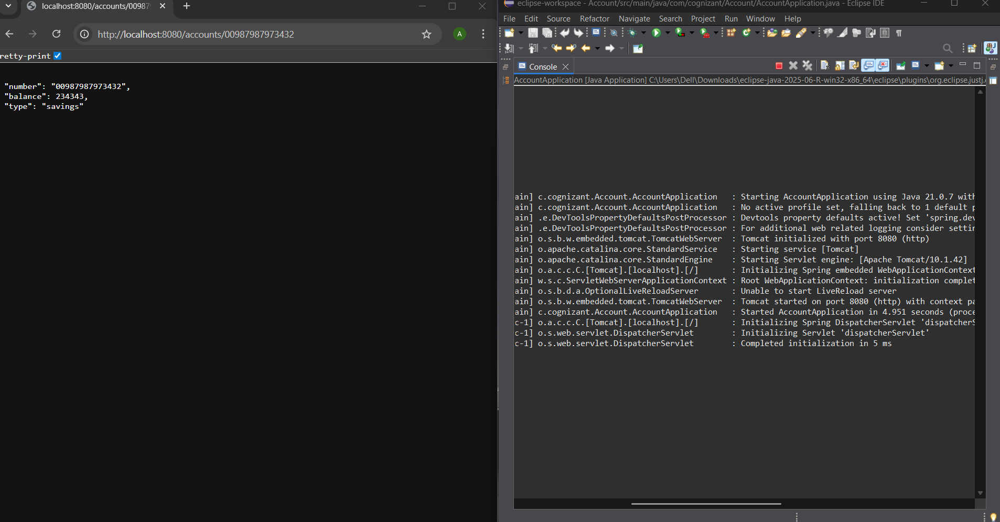 localhost:8080/accounts/00987
http://localhost:8080/accounts/00987987973432
A
retty-print
"number": "00987987973432",
"balance": 234343,
"type": "savings"
eclipse-workspace - Account/src/main/java/com/cognizant/Account/AccountApplication.java - Eclipse IDE
File Edit Source Refactor Navigate Search Project Run Window Help
Console
AccountApplication [Java Application] C:\Users\Dell\Downloads\eclipse-java-2025-06-R-win32-x86_64\eclipse\plugins\org.eclipse.justj.
ain] c.cognizant.Account.AccountApplication : Starting AccountApplication using Java 21.0.7 with
ain] c.cognizant.Account.AccountApplication : No active profile set, falling back to 1 default p
ain] .e.DevToolsPropertyDefaultsPostProcessor : Devtools property defaults active! Set 'spring.dev
ain] .e.DevToolsPropertyDefaultsPostProcessor : For additional web related logging consider settin
ain] o.s.b.w.embedded.tomcat.TomcatWebServer : Tomcat initialized with port 8080 (http)
ain] o.apache.catalina.core.StandardService : Starting service [Tomcat]
ain] o.apache.catalina.core.StandardEngine : Starting Servlet engine: [Apache Tomcat/10.1.42]
ain] o.a.c.c.C.[Tomcat].[localhost].[/] : Initializing Spring embedded WebApplicationContext
ain] w.s.c.ServletWebServerApplicationContext : Root WebApplicationContext: initialization complet
ain] o.s.b.d.a.OptionalLiveReloadServer : Unable to start LiveReload server
ain] o.s.b.w.embedded.tomcat.TomcatWebServer : Tomcat started on port 8080 (http) with context pa
ain] c.cognizant.Account.AccountApplication : Started AccountApplication in 4.951 seconds (proce
c-1] o.a.c.c.C.[Tomcat].[localhost].[/] : Initializing Spring DispatcherServlet 'dispatcherS
c-1] o.s.web.servlet.DispatcherServlet : Initializing Servlet 'dispatcherServlet'
c-1] o.s.web.servlet.DispatcherServlet : Completed initialization in 5 ms